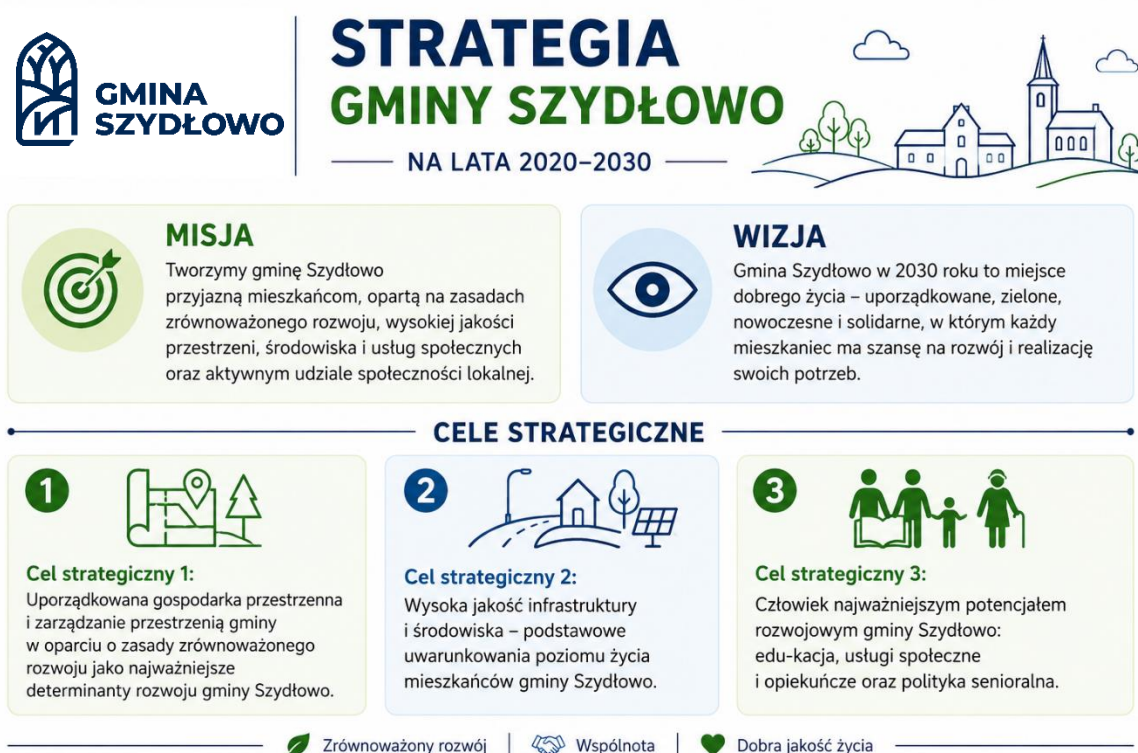 GMINA
SZYDŁOWO
STRATEGIA
GMINY SZYDŁOWO
NA LATA 2020–2030
MISJA
Tworzymy gminę Szydłowo
przyjazną mieszkańcom, opartą na zasadach
zrównoważonego rozwoju, wysokiej jakości
przestrzeni, środowiska i usług społecznych
oraz aktywnym udziale społeczności lokalnej.
WIZJA
Gmina Szydłowo w 2030 roku to miejsce
dobrego życia – uporządkowane, zielone,
nowoczesne i solidarne, w którym każdy
mieszkaniec ma szansę na rozwój i realizację
swoich potrzeb.
CELE STRATEGICZNE
1
Cel strategiczny 1:
Uporządkowana gospodarka przestrzenna
i zarządzanie przestrzenią gminy
w oparciu o zasady zrównoważonego
rozwoju jako najważniejsze
determinanty rozwoju gminy Szydłowo.
2
Cel strategiczny 2:
Wysoka jakość infrastruktury
i środowiska – podstawowe
uwarunkowania poziomu życia
mieszkańców gminy Szydłowo.
3
Cel strategiczny 3:
Człowiek najważniejszym potencjałem
rozwojowym gminy Szydłowo:
edu-kacja, usługi społeczne
i opiekuńcze oraz polityka senioralna.
Zrównoważony rozwój | Wspólnota | Dobra jakość życia